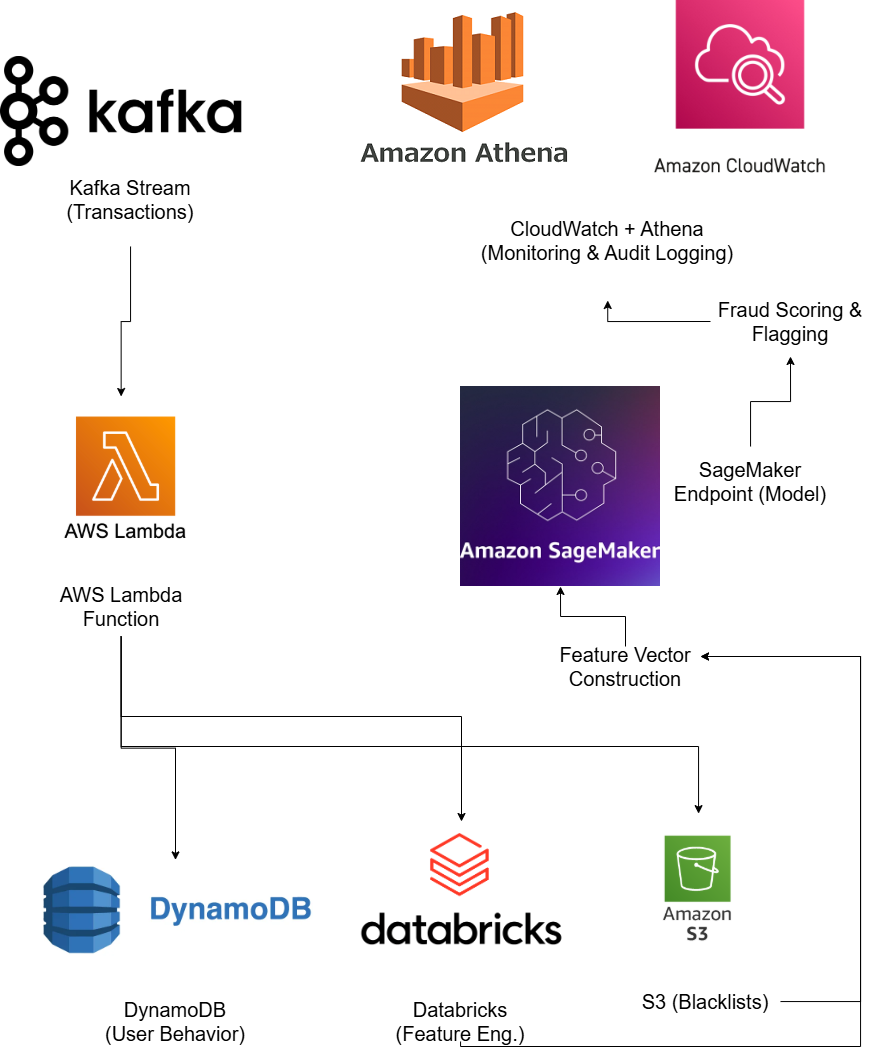 kafka
Amazon Athena
Amazon CloudWatch
Kafka Stream
(Transactions)
CloudWatch + Athena
(Monitoring & Audit Logging)
Fraud Scoring &
Flagging
Amazon SageMaker
SageMaker
Endpoint (Model)
AWS Lambda
AWS Lambda
Function
Feature Vector
Construction
DynamoDB
databricks
Amazon
S3
DynamoDB
(User Behavior)
Databricks
(Feature Eng.)
S3 (Blacklists)